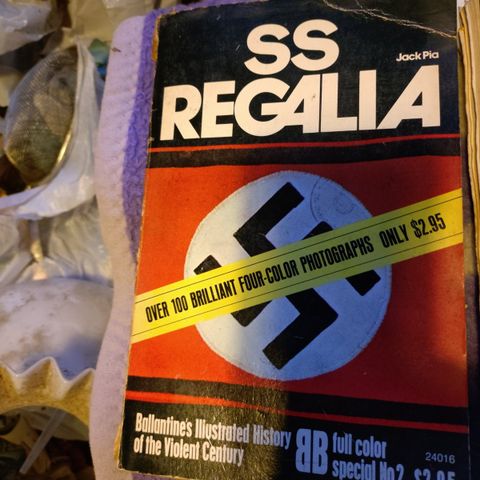 SS
Jack Pia
REGALIA
OVER 100 BRILLIANT FOUR-COLOR PHOTOGRAPHS ONLY $2.95
Ballantine's Illustrated History
of the Violent Century
BB
full color
special No2
24016
$2.95